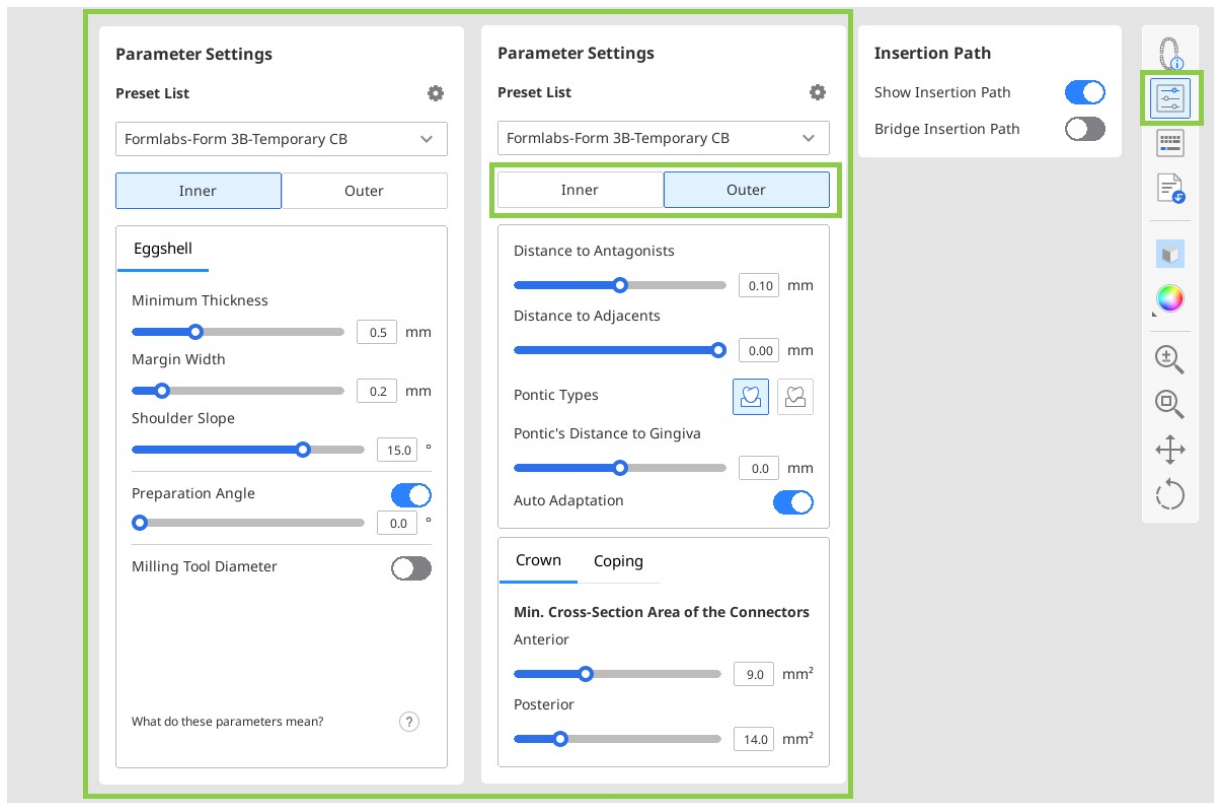 Parameter Settings
Preset List
Formlabs-Form 3B-Temporary CB
Inner Outer
Eggshell
Minimum Thickness
0.5 mm
Margin Width
0.2 mm
Shoulder Slope
15.0 °
Preparation Angle
0.0 °
Milling Tool Diameter
What do these parameters mean? ?
Parameter Settings
Preset List
Formlabs-Form 3B-Temporary CB
Inner Outer
Distance to Antagonists
0.10 mm
Distance to Adjacents
0.00 mm
Pontic Types
Pontic's Distance to Gingiva
0.0 mm
Auto Adaptation
Crown Coping
Min. Cross-Section Area of the Connectors
Anterior
9.0 mm²
Posterior
14.0 mm²
Insertion Path
Show Insertion Path
Bridge Insertion Path